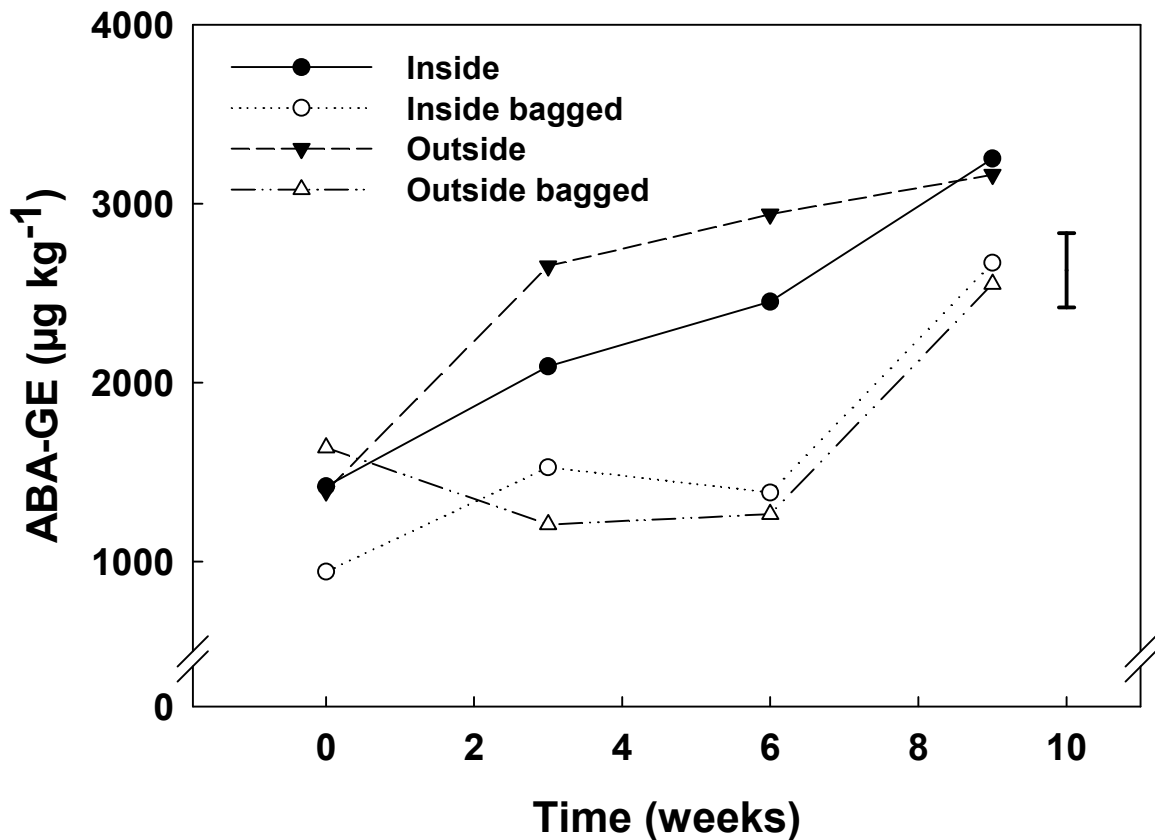 4000
3000
2000
1000
0
ABA-GE (µg kg⁻¹)
Inside
Inside bagged
Outside
Outside bagged
0 2 4 6 8 10
Time (weeks)